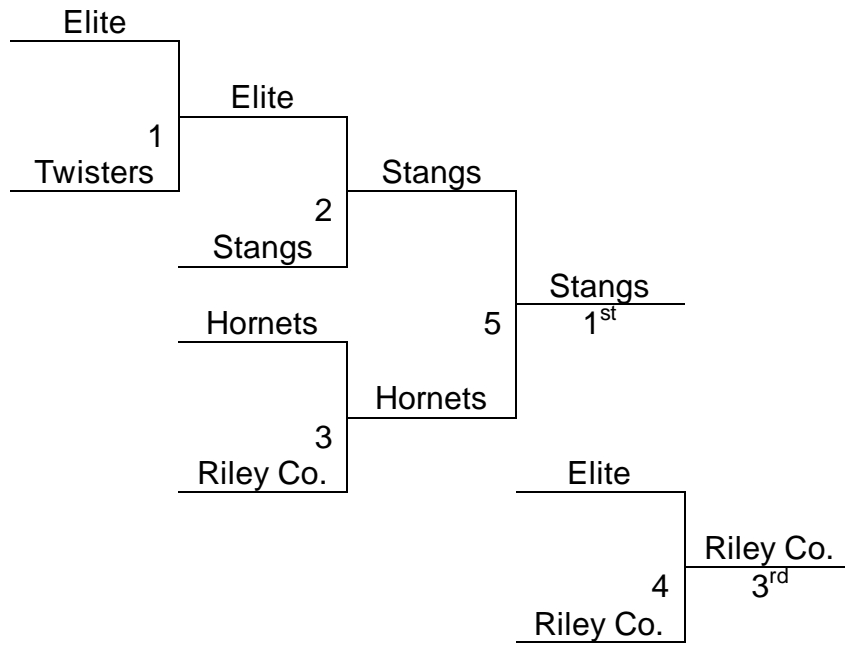 Elite
Elite
1
Twisters
Stangs
2
Stangs
Stangs
1st
Hornets
5
Hornets
3
Riley Co.
Elite
Riley Co.
3rd
4
Riley Co.